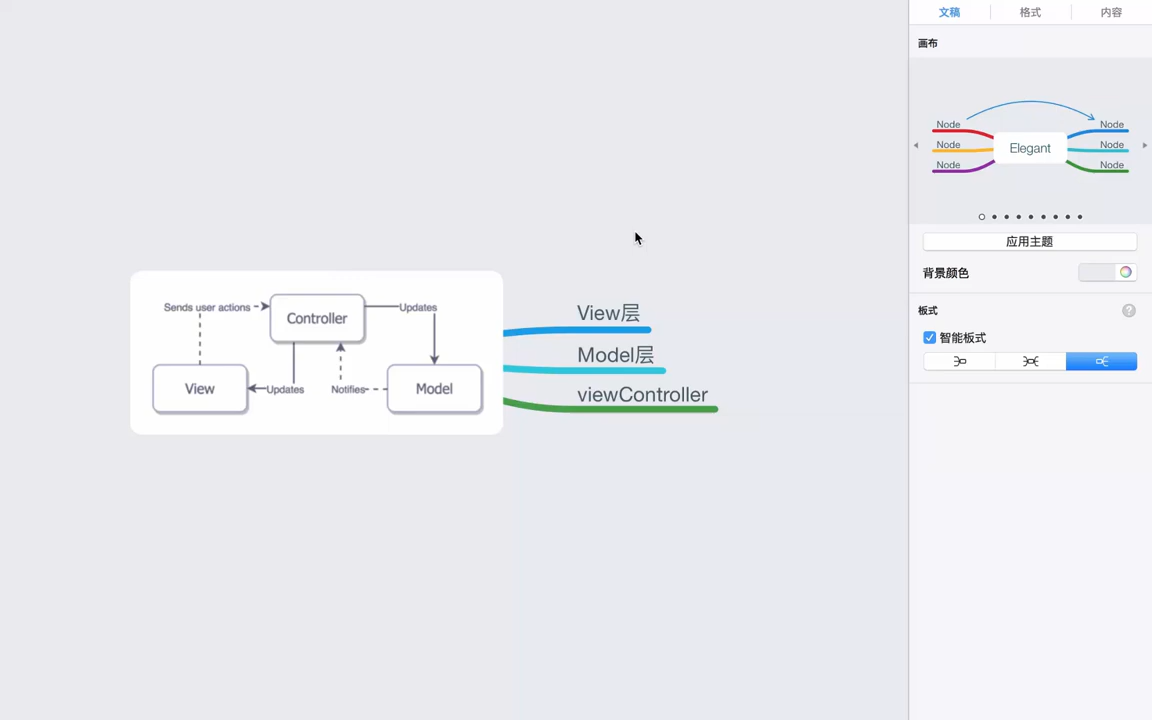 文稿
格式
内容
画布
Node
Node
Node
Elegant
Node
Node
Node
应用主题
背景颜色
板式
?
智能板式
Sends user actions
Controller
Updates
View
Updates
Notifies
Model
View层
Model层
viewController